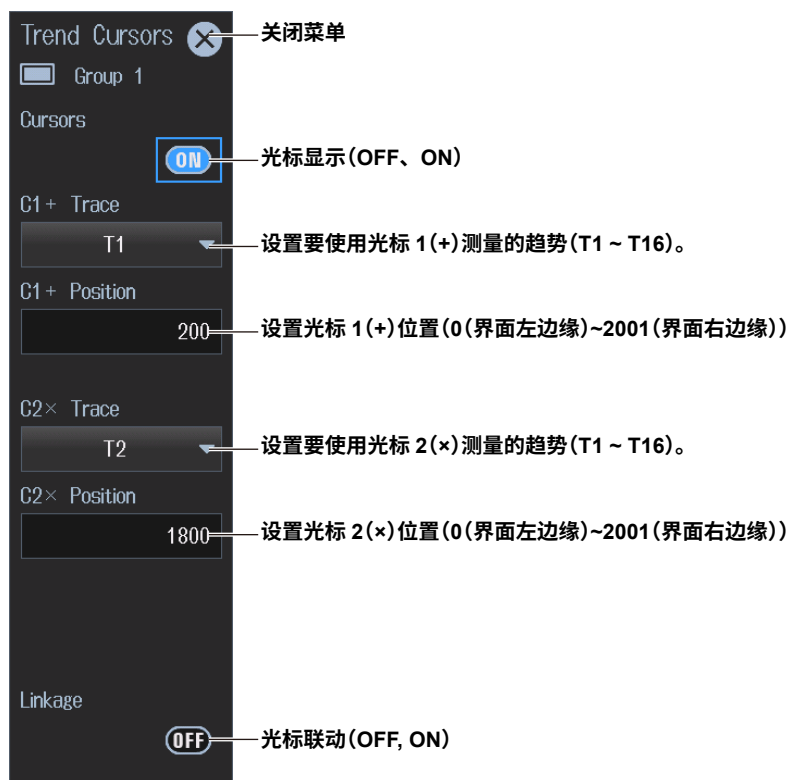 Trend Cursors 关闭菜单
Group 1
Cursors
ON 光标显示(OFF、ON)
C1+ Trace
T1 设置要使用光标 1(+)测量的趋势(T1 ~ T16)。
C1+ Position
200 设置光标 1(+)位置(0(界面左边缘)~2001(界面右边缘))
C2× Trace
T2 设置要使用光标 2(×)测量的趋势(T1 ~ T16)。
C2× Position
1800 设置光标 2(×)位置(0(界面左边缘)~2001(界面右边缘))
Linkage
OFF 光标联动(OFF, ON)